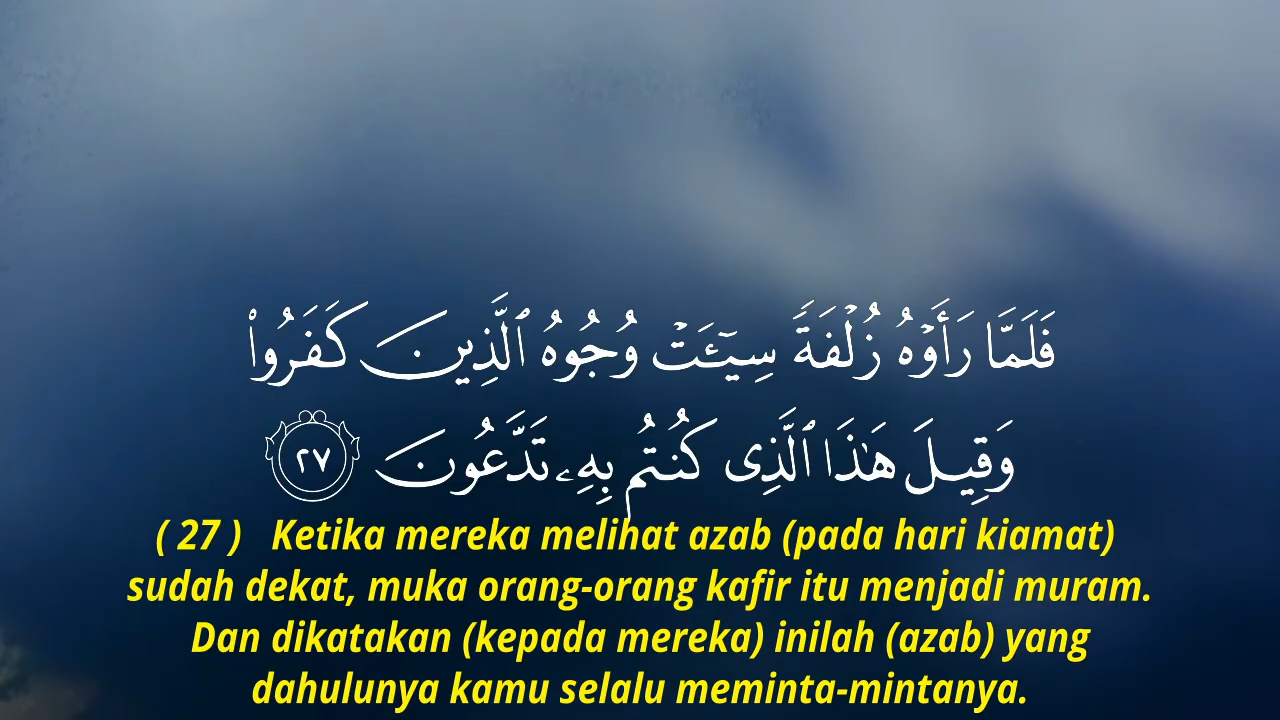 فَلَمَّا رَأَوْهُ زُلْفَةً سِيٓـَٔتْ وُجُوهُ ٱلَّذِينَ كَفَرُوا۟
وَقِيلَ هَـٰذَا ٱلَّذِى كُنتُم بِهِۦ تَدَّعُونَ ٢٧
( 27 ) Ketika mereka melihat azab (pada hari kiamat)
sudah dekat, muka orang-orang kafir itu menjadi muram.
Dan dikatakan (kepada mereka) inilah (azab) yang
dahulunya kamu selalu meminta-mintanya.